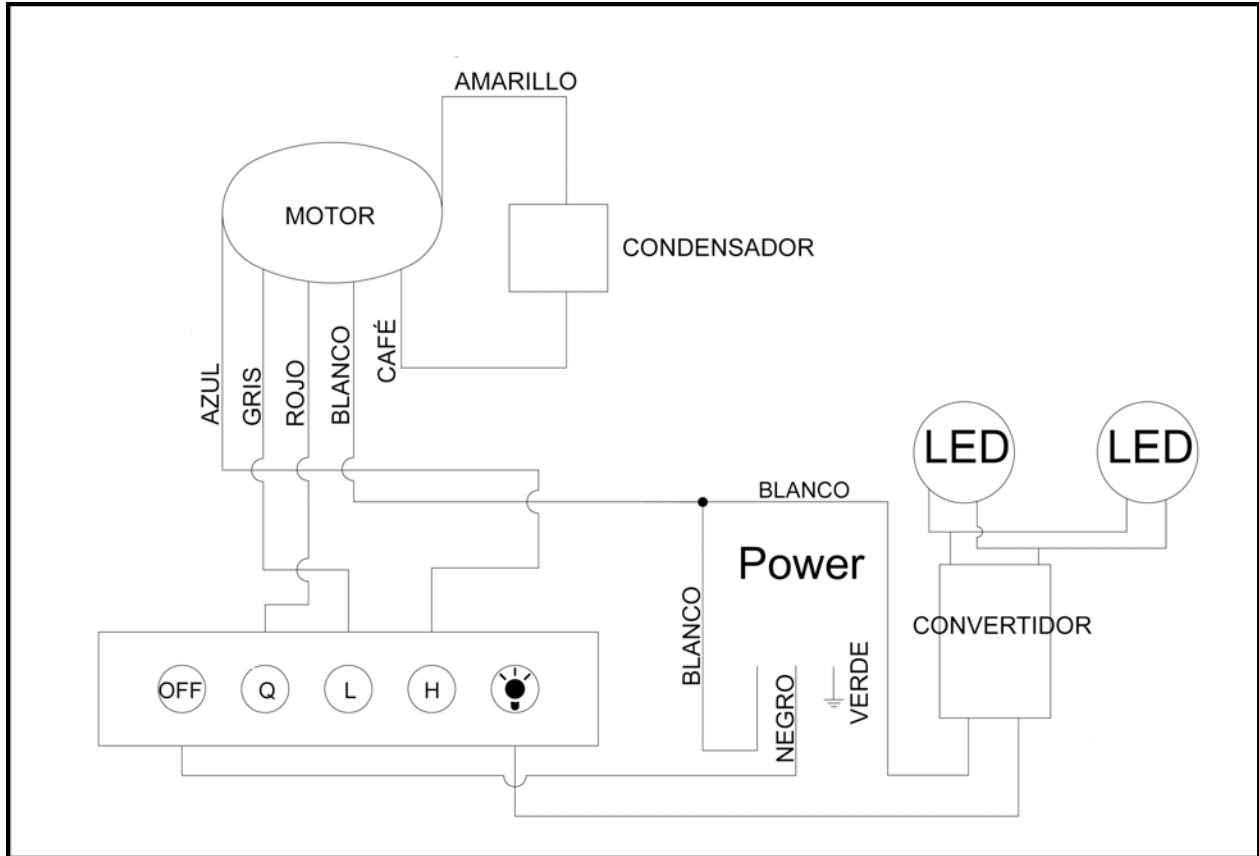 AMARILLO
MOTOR
CONDENSADOR
AZUL
GRIS
ROJO
BLANCO
CAFÉ
LED
LED
BLANCO
Power
BLANCO
NEGRO
VERDE
CONVERTIDOR
OFF
Q
L
H